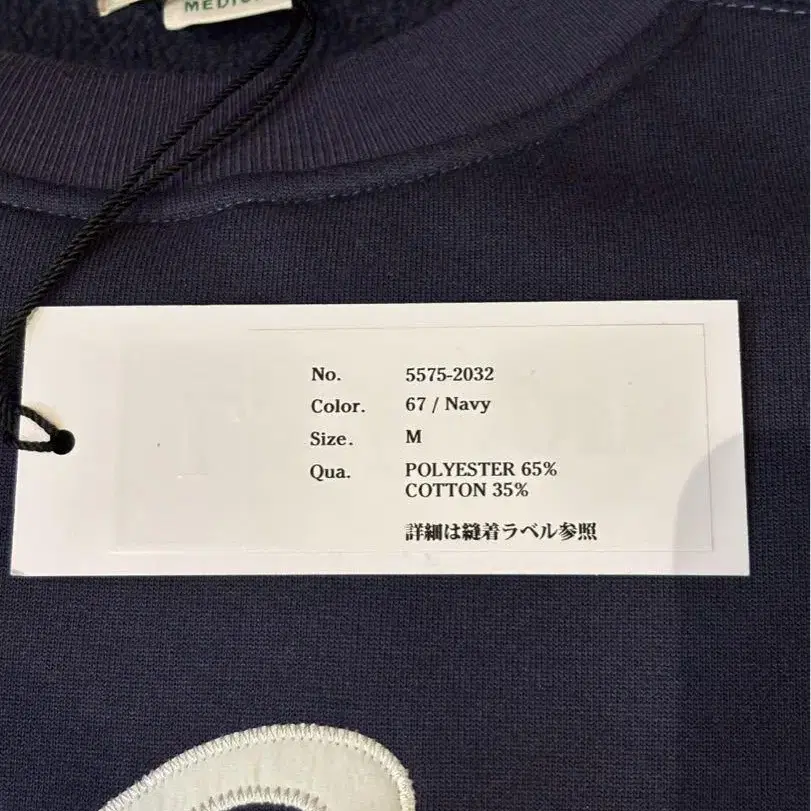 No. 5575-2032
Color. 67 / Navy
Size. M
Qua. POLYESTER 65%
COTTON 35%
詳細は縫着ラベル参照